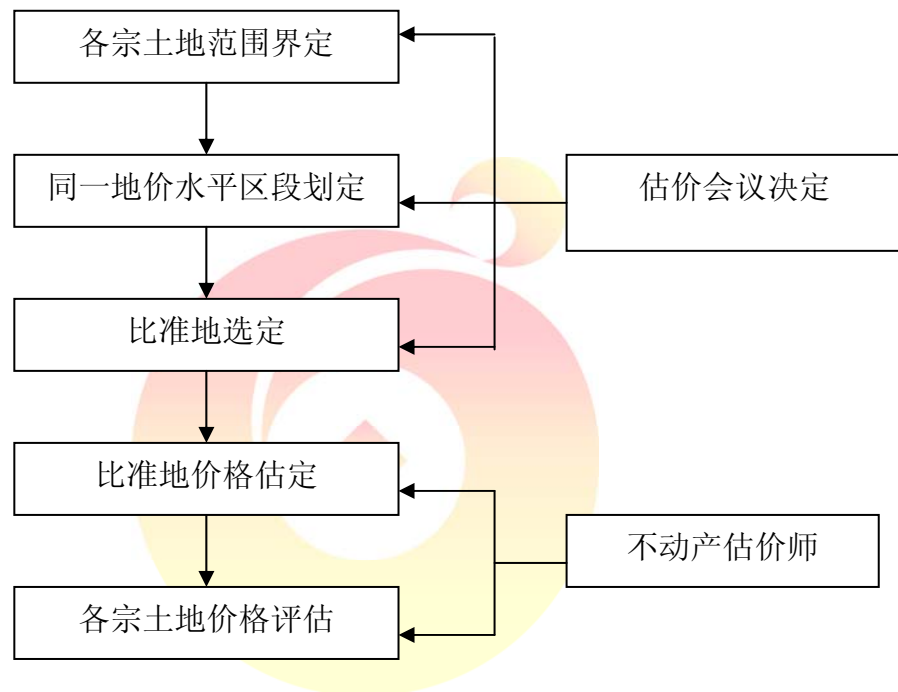 各宗土地范围界定
同一地价水平区段划定
估价会议决定
比准地选定
比准地价格估定
不动产估价师
各宗土地价格评估